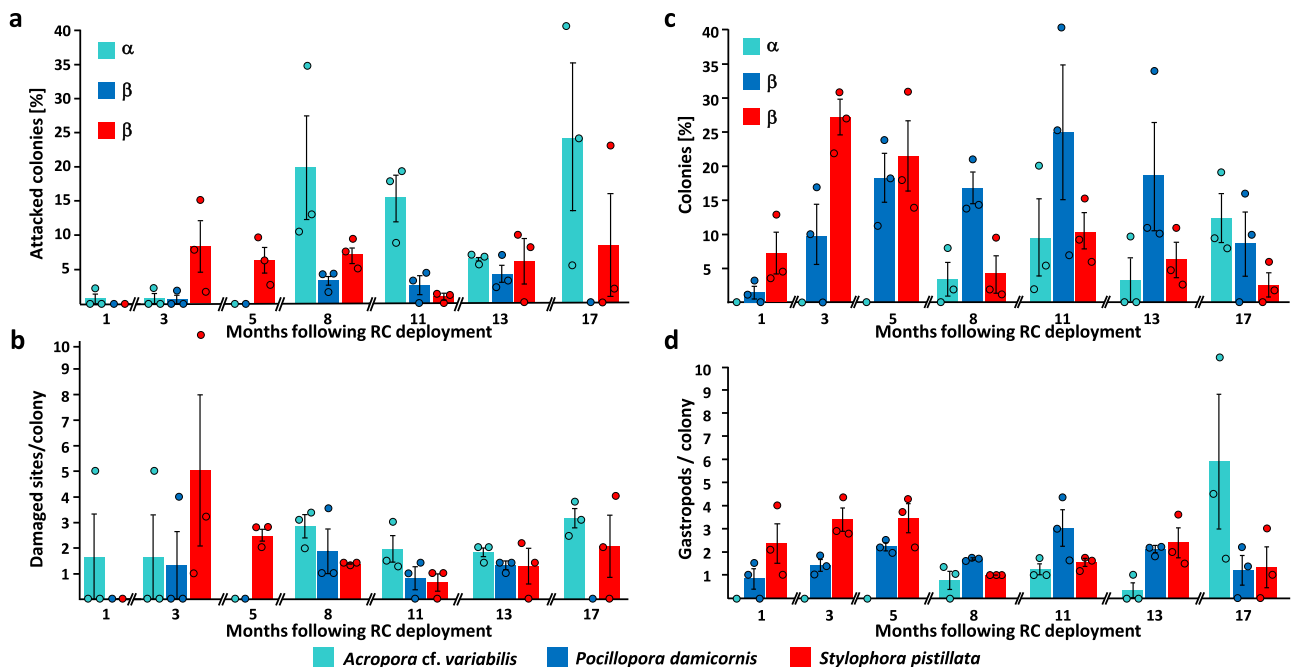 a
Attacked colonies [%]
40
35
30
25
20
15
10
5
α
β
β
1 3 5 8 11 13 17
Months following RC deployment
b
Damaged sites/colony
10
9
8
7
6
5
4
3
2
1
1 3 5 8 11 13 17
Months following RC deployment
c
Colonies [%]
40
35
30
25
20
15
10
5
α
β
β
1 3 5 8 11 13 17
Months following RC deployment
d
Gastropods / colony
10
9
8
7
6
5
4
3
2
1
1 3 5 8 11 13 17
Months following RC deployment
Acropora cf. variabilis Pocillopora damicornis Stylophora pistillata